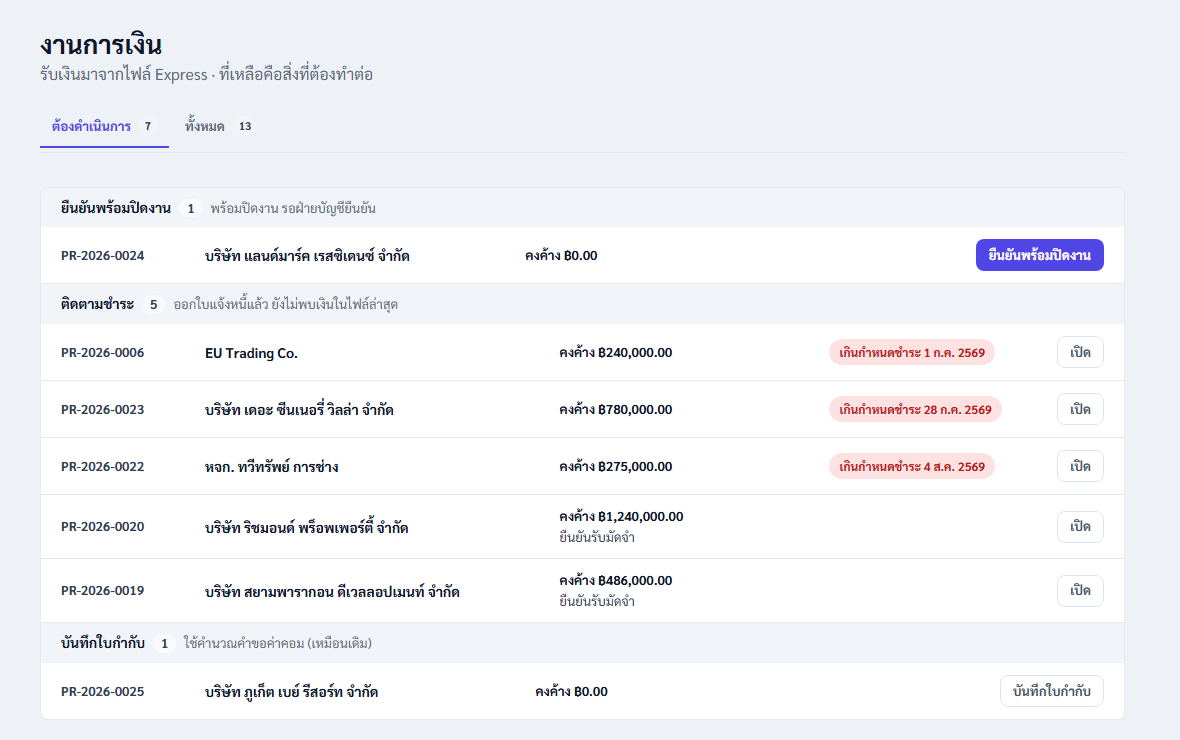 งานการเงิน
รับเงินมาจากไฟล์ Express · ที่เหลือคือสิ่งที่ต้องทำต่อ
ต้องดำเนินการ 7 ทั้งหมด 13
ยืนยันพร้อมปิดงาน 1 พร้อมปิดงาน รอฝ่ายบัญชียืนยัน
PR-2026-0024 บริษัท แลนด์มาร์ค เรสซิเดนซ์ จำกัด คงค้าง ฿0.00 ยืนยันพร้อมปิดงาน
ติดตามชำระ 5 ออกใบแจ้งหนี้แล้ว ยังไม่พบเงินในไฟล์ล่าสุด
PR-2026-0006 EU Trading Co. คงค้าง ฿240,000.00 เกินกำหนดชำระ 1 ก.ค. 2569 เปิด
PR-2026-0023 บริษัท เดอะ ซีนเนอรี่ วิลล่า จำกัด คงค้าง ฿780,000.00 เกินกำหนดชำระ 28 ก.ค. 2569 เปิด
PR-2026-0022 หจก. ทวีทรัพย์ การช่าง คงค้าง ฿275,000.00 เกินกำหนดชำระ 4 ส.ค. 2569 เปิด
PR-2026-0020 บริษัท ริชมอนด์ พร็อพเพอร์ตี้ จำกัด คงค้าง ฿1,240,000.00 เปิด
ยืนยันรับมัดจำ
PR-2026-0019 บริษัท สยามพารากอน ดีเวลลอปเมนท์ จำกัด คงค้าง ฿486,000.00 เปิด
ยืนยันรับมัดจำ
บันทึกใบกำกับ 1 ใช้คำนวณคำขอค่าคอม (เหมือนเดิม)
PR-2026-0025 บริษัท ภูเก็ต เบย์ รีสอร์ท จำกัด คงค้าง ฿0.00 บันทึกใบกำกับ